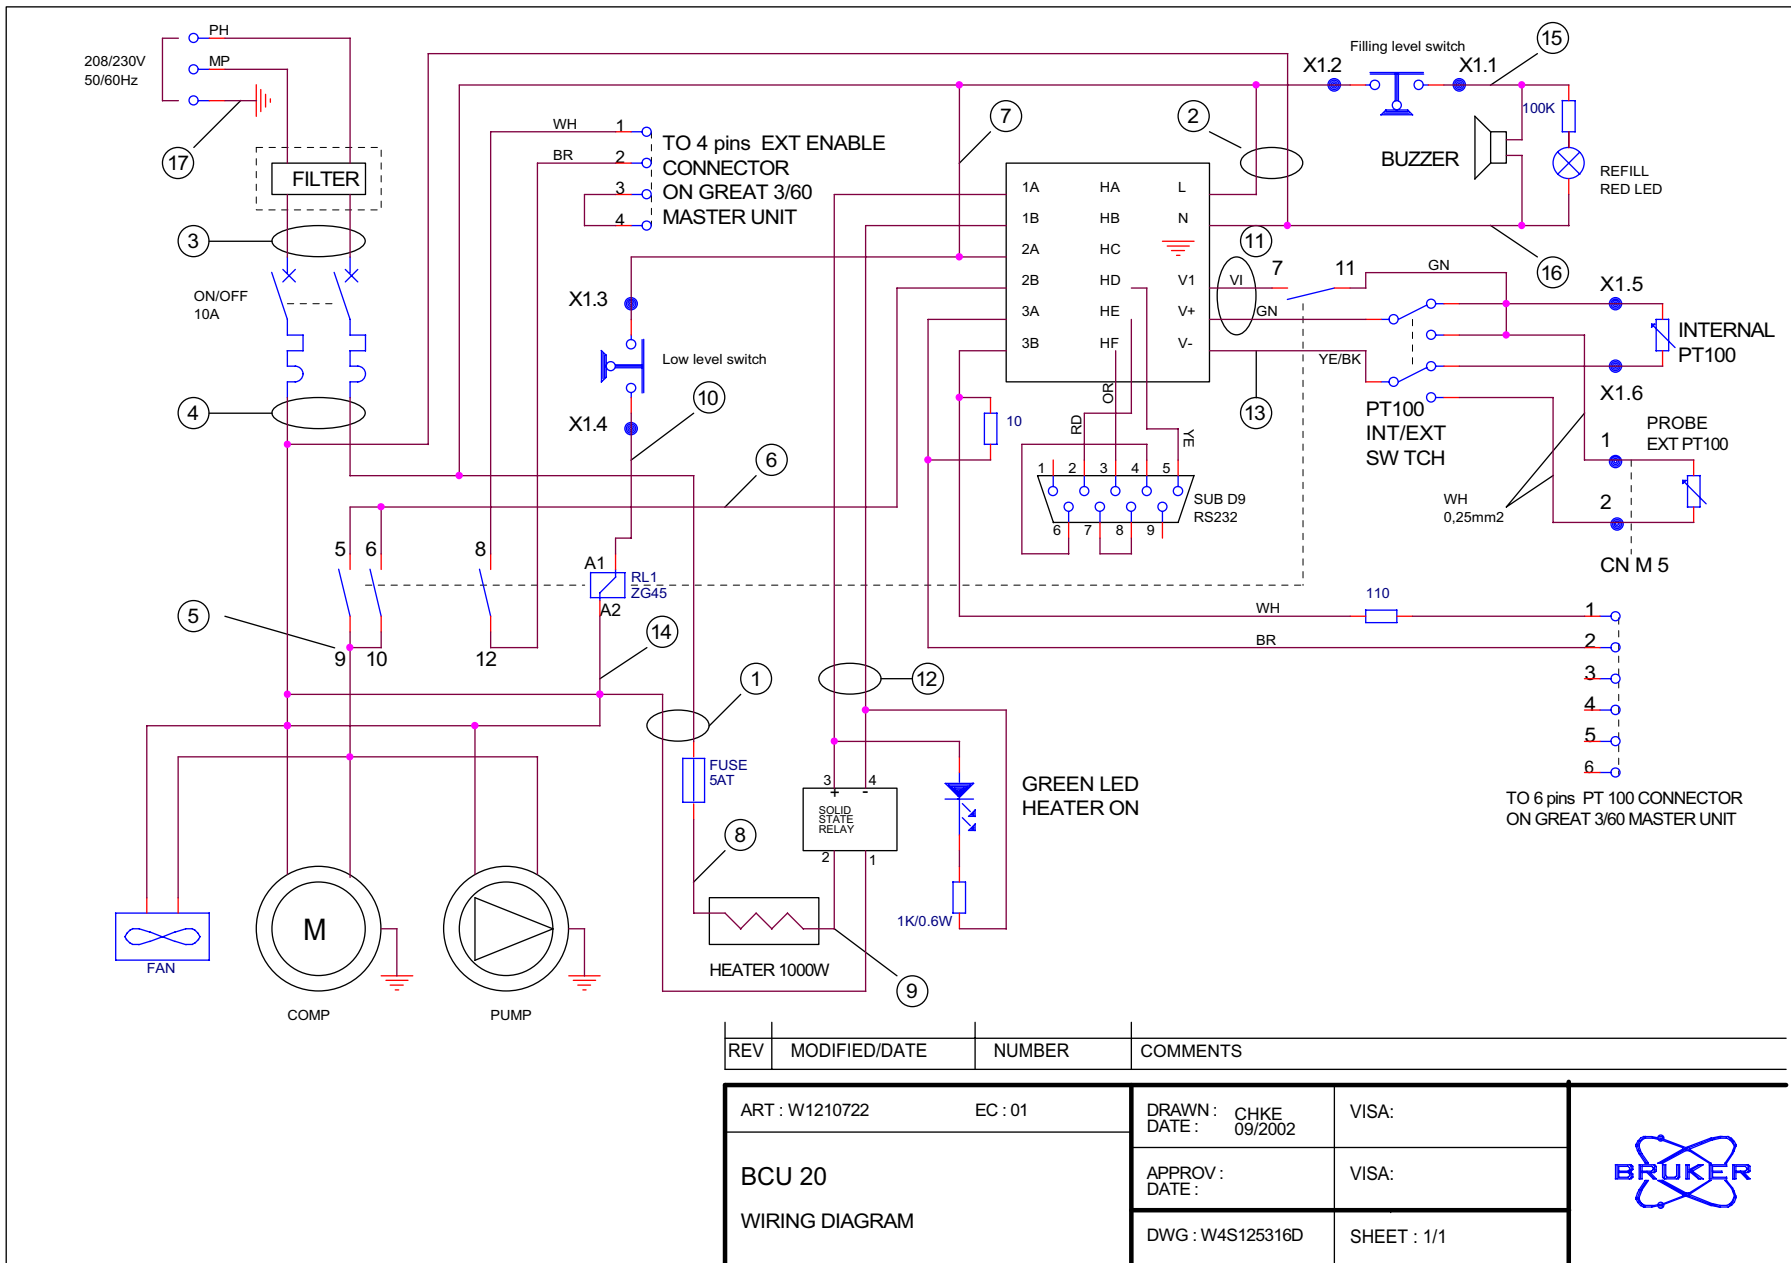 PH
208/230V
50/60Hz
MP
17
FILTER
3
ON/OFF
10A
4
WH 1
BR 2
3
4
TO 4 pins EXT ENABLE
CONNECTOR
ON GREAT 3/60
MASTER UNIT
X1.3
Low level switch
X1.4
10
6
7
2
Filling level switch
X1.2
X1.1
15
100K
BUZZER
REFILL
RED LED
1A HA L
1B HB N
2A HC
2B HD V1
3A HE V+
3B HF V-
11
VI
7
11
GN
GN
16
X1.5
INTERNAL
PT100
YE/BK
X1.6
13
PT100
INT/EXT
SW TCH
10
OR
RD
YE
1 2 3 4 5
SUB D9
RS232
6 7 8 9
WH
0,25mm2
1
PROBE
EXT PT100
2
CN M 5
5 6 8
A1
RL1
ZG45
A2
5
9 10 12
14
1
12
WH
110
1
BR
2
3
4
5
6
TO 6 pins PT 100 CONNECTOR
ON GREAT 3/60 MASTER UNIT
FUSE
5AT
3 4
+ -
SOLID
STATE
RELAY
2 1
GREEN LED
HEATER ON
8
1K/0.6W
HEATER 1000W
9
FAN
M
COMP
PUMP
REV MODIFIED/DATE NUMBER COMMENTS
ART : W1210722 EC : 01
DRAWN : CHKE
DATE : 09/2002
VISA:
BCU 20
WIRING DIAGRAM
APPROV :
DATE :
VISA:
DWG : W4S125316D
SHEET : 1/1
BRUKER